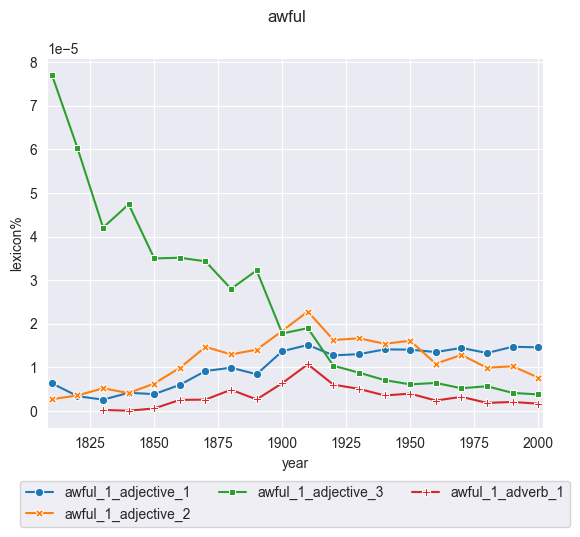 awful
1e−5
8
7
6
5
4
3
2
1
0
lexicon%
1825 1850 1875 1900 1925 1950 1975 2000
year
awful_1_adjective_1 awful_1_adjective_3 awful_1_adverb_1
awful_1_adjective_2